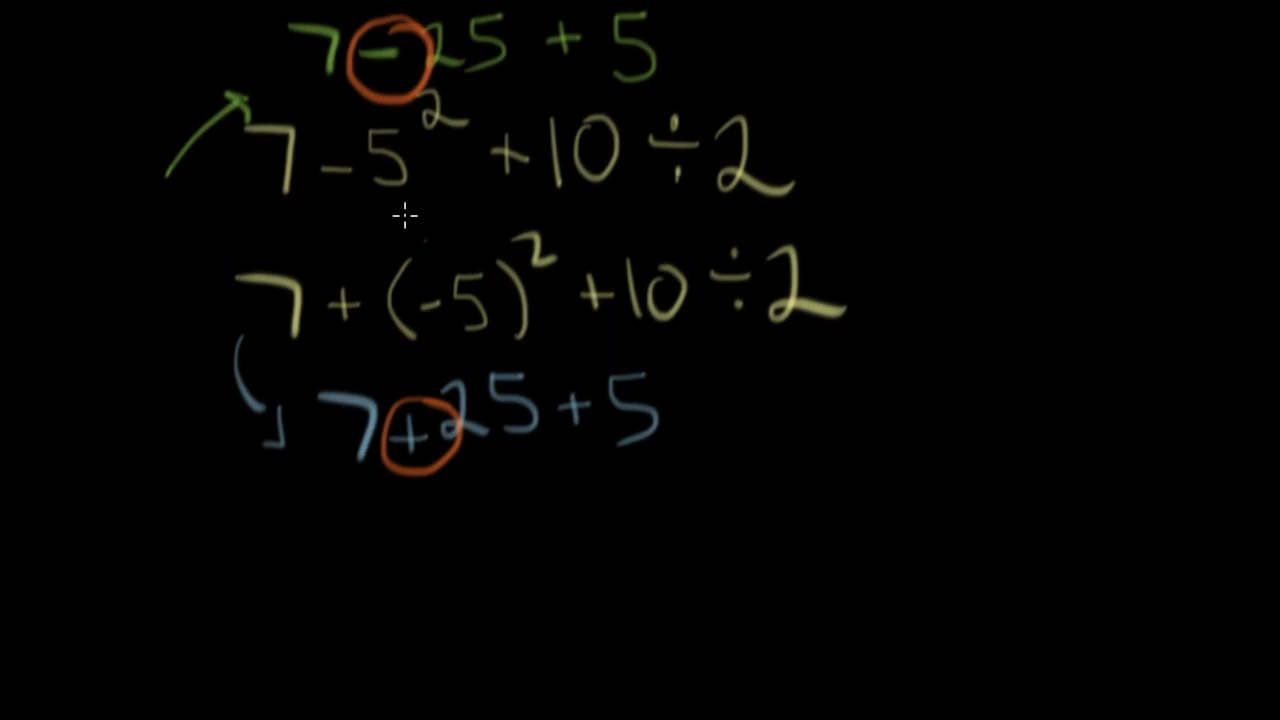 7 - 25 + 5
7 - 5² + 10 ÷ 2
7 + (-5)² + 10 ÷ 2
7 + 25 + 5